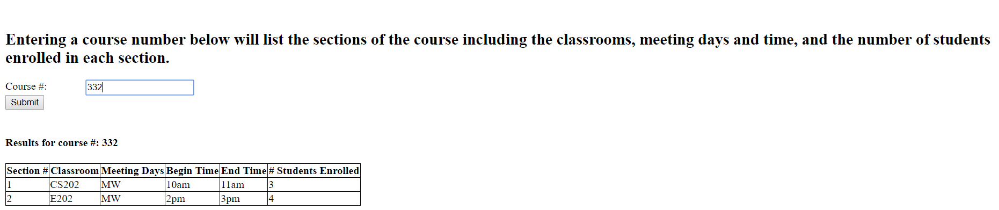 Entering a course number below will list the sections of the course including the classrooms, meeting days and time, and the number of students
enrolled in each section.
Course #: 332
Submit
Results for course #: 332
Section # Classroom Meeting Days Begin Time End Time # Students Enrolled
1 CS202 MW 10am 11am 3
2 E202 MW 2pm 3pm 4